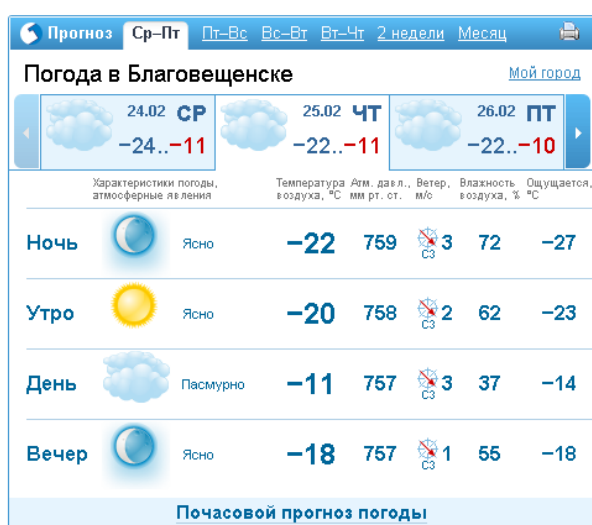 Прогноз Ср–Пт Пт–Вс Вс–Вт Вт–Чт 2 недели Месяц
Погода в Благовещенске Мой город
24.02 СР 25.02 ЧТ 26.02 ПТ
−24..−11 −22..−11 −22..−10
Характеристики погоды, Температура Атм. давл., Ветер, Влажность Ощущается,
атмосферные явления воздуха, °C мм рт. ст. м/с воздуха, % °C
Ночь Ясно −22 759 3 72 −27
СЗ
Утро Ясно −20 758 2 62 −23
СЗ
День Пасмурно −11 757 3 37 −14
СЗ
Вечер Ясно −18 757 1 55 −18
СЗ
Почасовой прогноз погоды